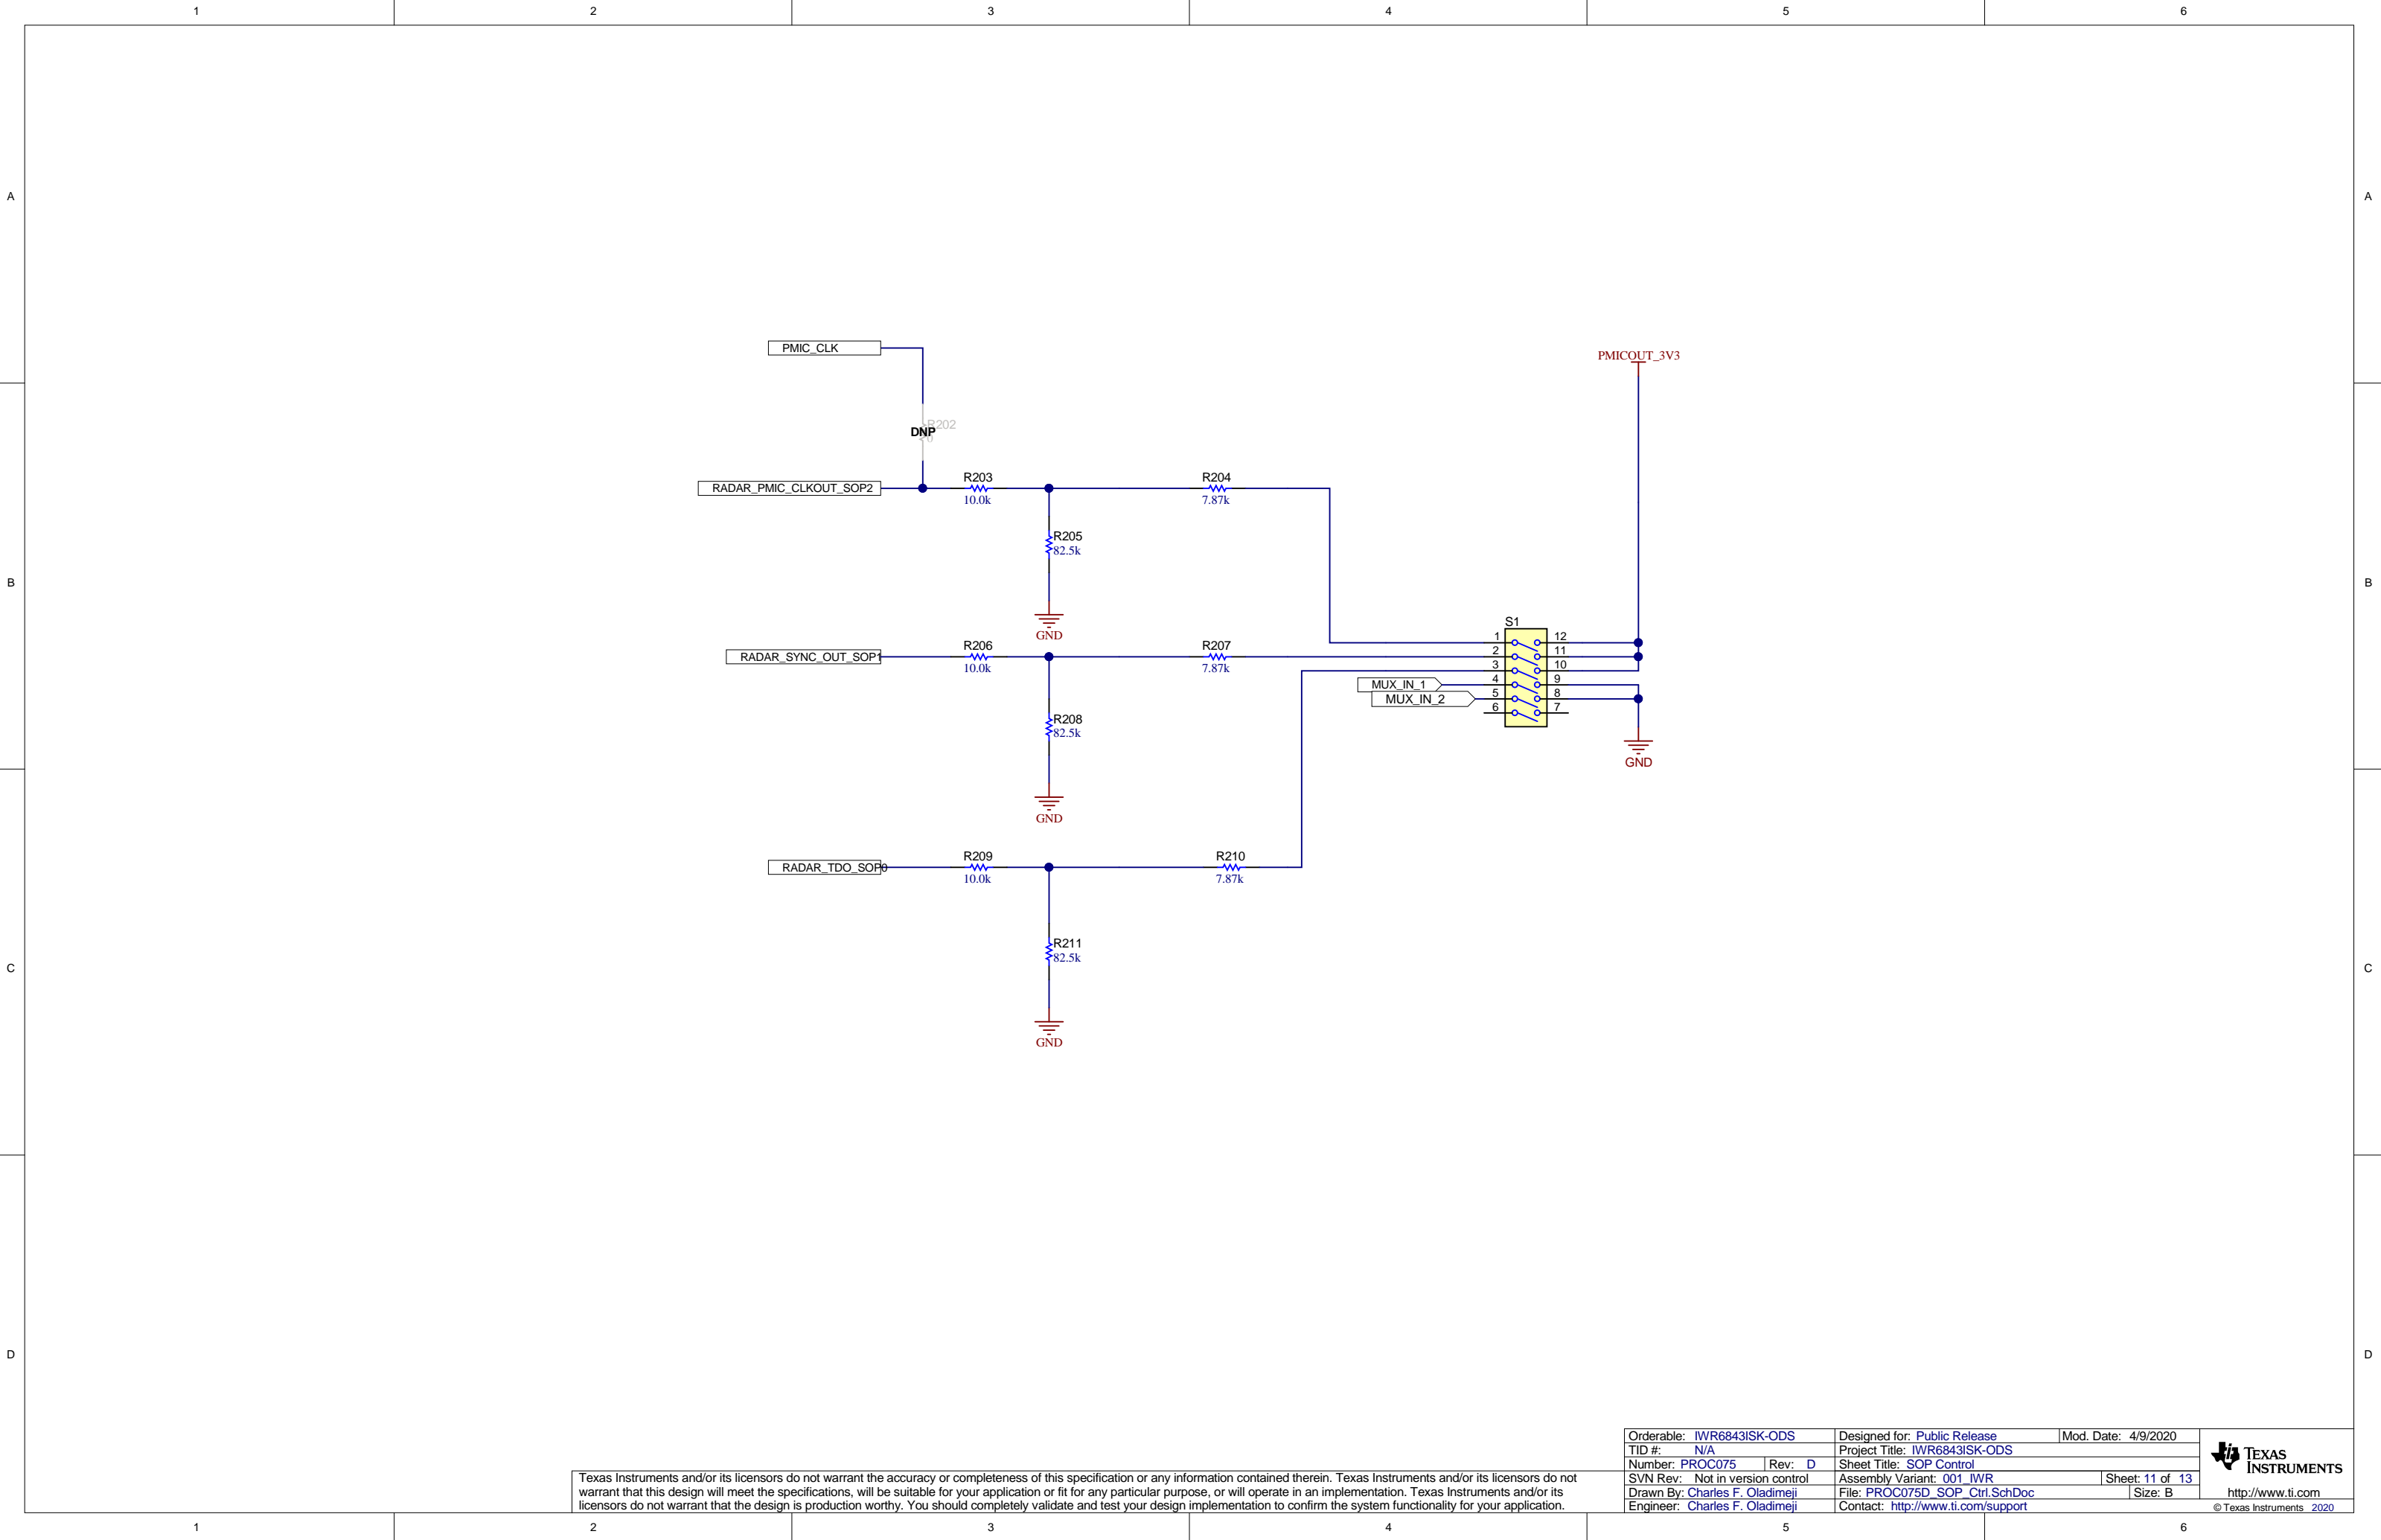 1 2 3 4 5 6
A A
PMIC_CLK
PMICOUT_3V3
R202
DNP
0
RADAR_PMIC_CLKOUT_SOP2
R203
10.0k
R204
7.87k
R205
82.5k
B B
GND
S1
RADAR_SYNC_OUT_SOP1
R206
10.0k
R207
7.87k
1 12
2 11
3 10
MUX_IN_1 4 9
MUX_IN_2 5 8
6 7
R208
82.5k
GND
GND
RADAR_TDO_SOP0
R209
10.0k
R210
7.87k
R211
82.5k
C C
GND
D D
Texas Instruments and/or its licensors do not warrant the accuracy or completeness of this specification or any information contained therein. Texas Instruments and/or its licensors do not
warrant that this design will meet the specifications, will be suitable for your application or fit for any particular purpose, or will operate in an implementation. Texas Instruments and/or its
licensors do not warrant that the design is production worthy. You should completely validate and test your design implementation to confirm the system functionality for your application.
Orderable: IWR6843ISK-ODS Designed for: Public Release Mod. Date: 4/9/2020
TID #: N/A Project Title: IWR6843ISK-ODS
Number: PROC075 Rev: D Sheet Title: SOP Control
SVN Rev: Not in version control Assembly Variant: 001_IWR Sheet: 11 of 13
Drawn By: Charles F. Oladimeji File: PROC075D_SOP_Ctrl.SchDoc Size: B
Engineer: Charles F. Oladimeji Contact: http://www.ti.com/support
TEXAS
INSTRUMENTS
http://www.ti.com
© Texas Instruments 2020
1 2 3 4 5 6